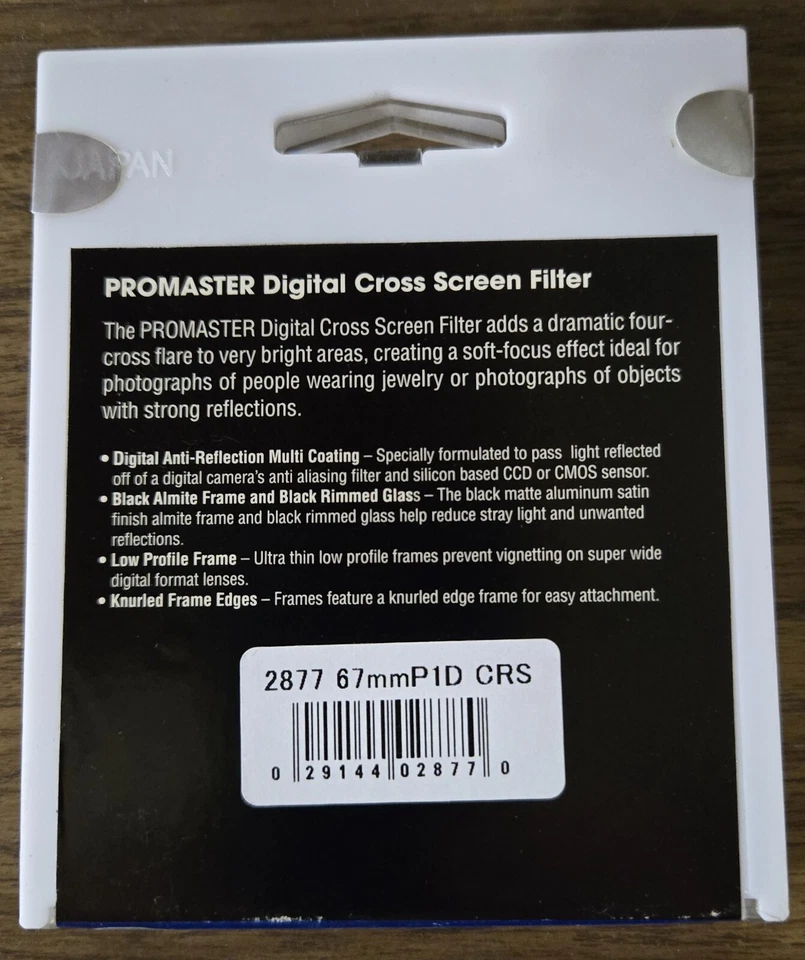 JAPAN
PROMASTER Digital Cross Screen Filter
The PROMASTER Digital Cross Screen Filter adds a dramatic four-
cross flare to very bright areas, creating a soft-focus effect ideal for
photographs of people wearing jewelry or photographs of objects
with strong reflections.
• Digital Anti-Reflection Multi Coating – Specially formulated to pass light reflected
off of a digital camera's anti aliasing filter and silicon based CCD or CMOS sensor.
• Black Almite Frame and Black Rimmed Glass – The black matte aluminum satin
finish almite frame and black rimmed glass help reduce stray light and unwanted
reflections.
• Low Profile Frame – Ultra thin low profile frames prevent vignetting on super wide
digital format lenses.
• Knurled Frame Edges – Frames feature a knurled edge frame for easy attachment.
2877 67mmP1D CRS
0 29144 02877 0